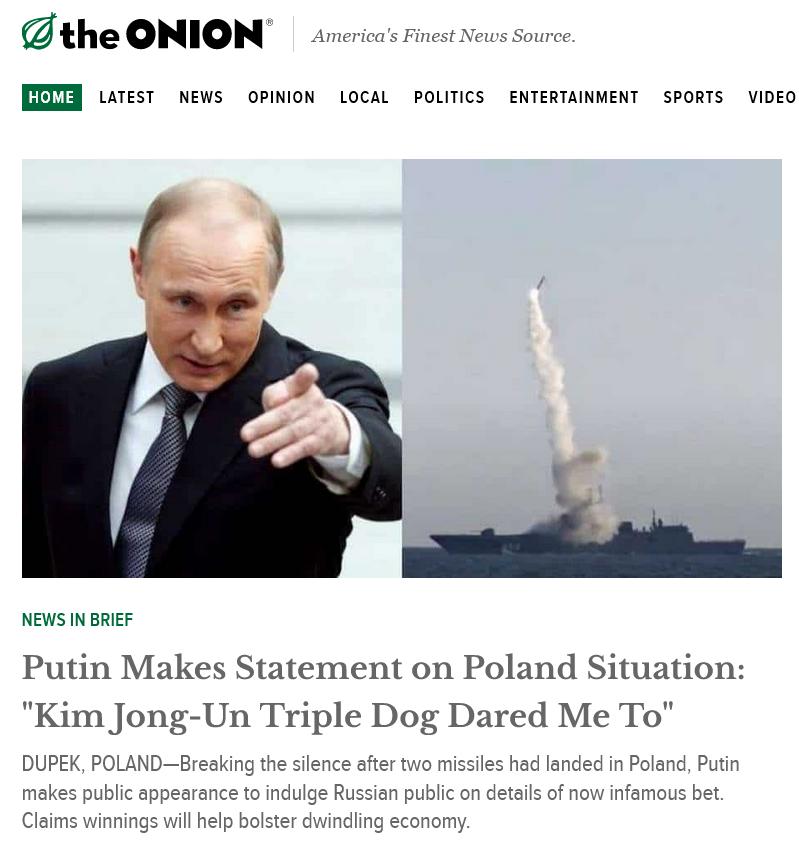 the ONION® America's Finest News Source.
HOME LATEST NEWS OPINION LOCAL POLITICS ENTERTAINMENT SPORTS VIDEO
NEWS IN BRIEF
Putin Makes Statement on Poland Situation:
"Kim Jong-Un Triple Dog Dared Me To"
DUPEK, POLAND—Breaking the silence after two missiles had landed in Poland, Putin
makes public appearance to indulge Russian public on details of now infamous bet.
Claims winnings will help bolster dwindling economy.